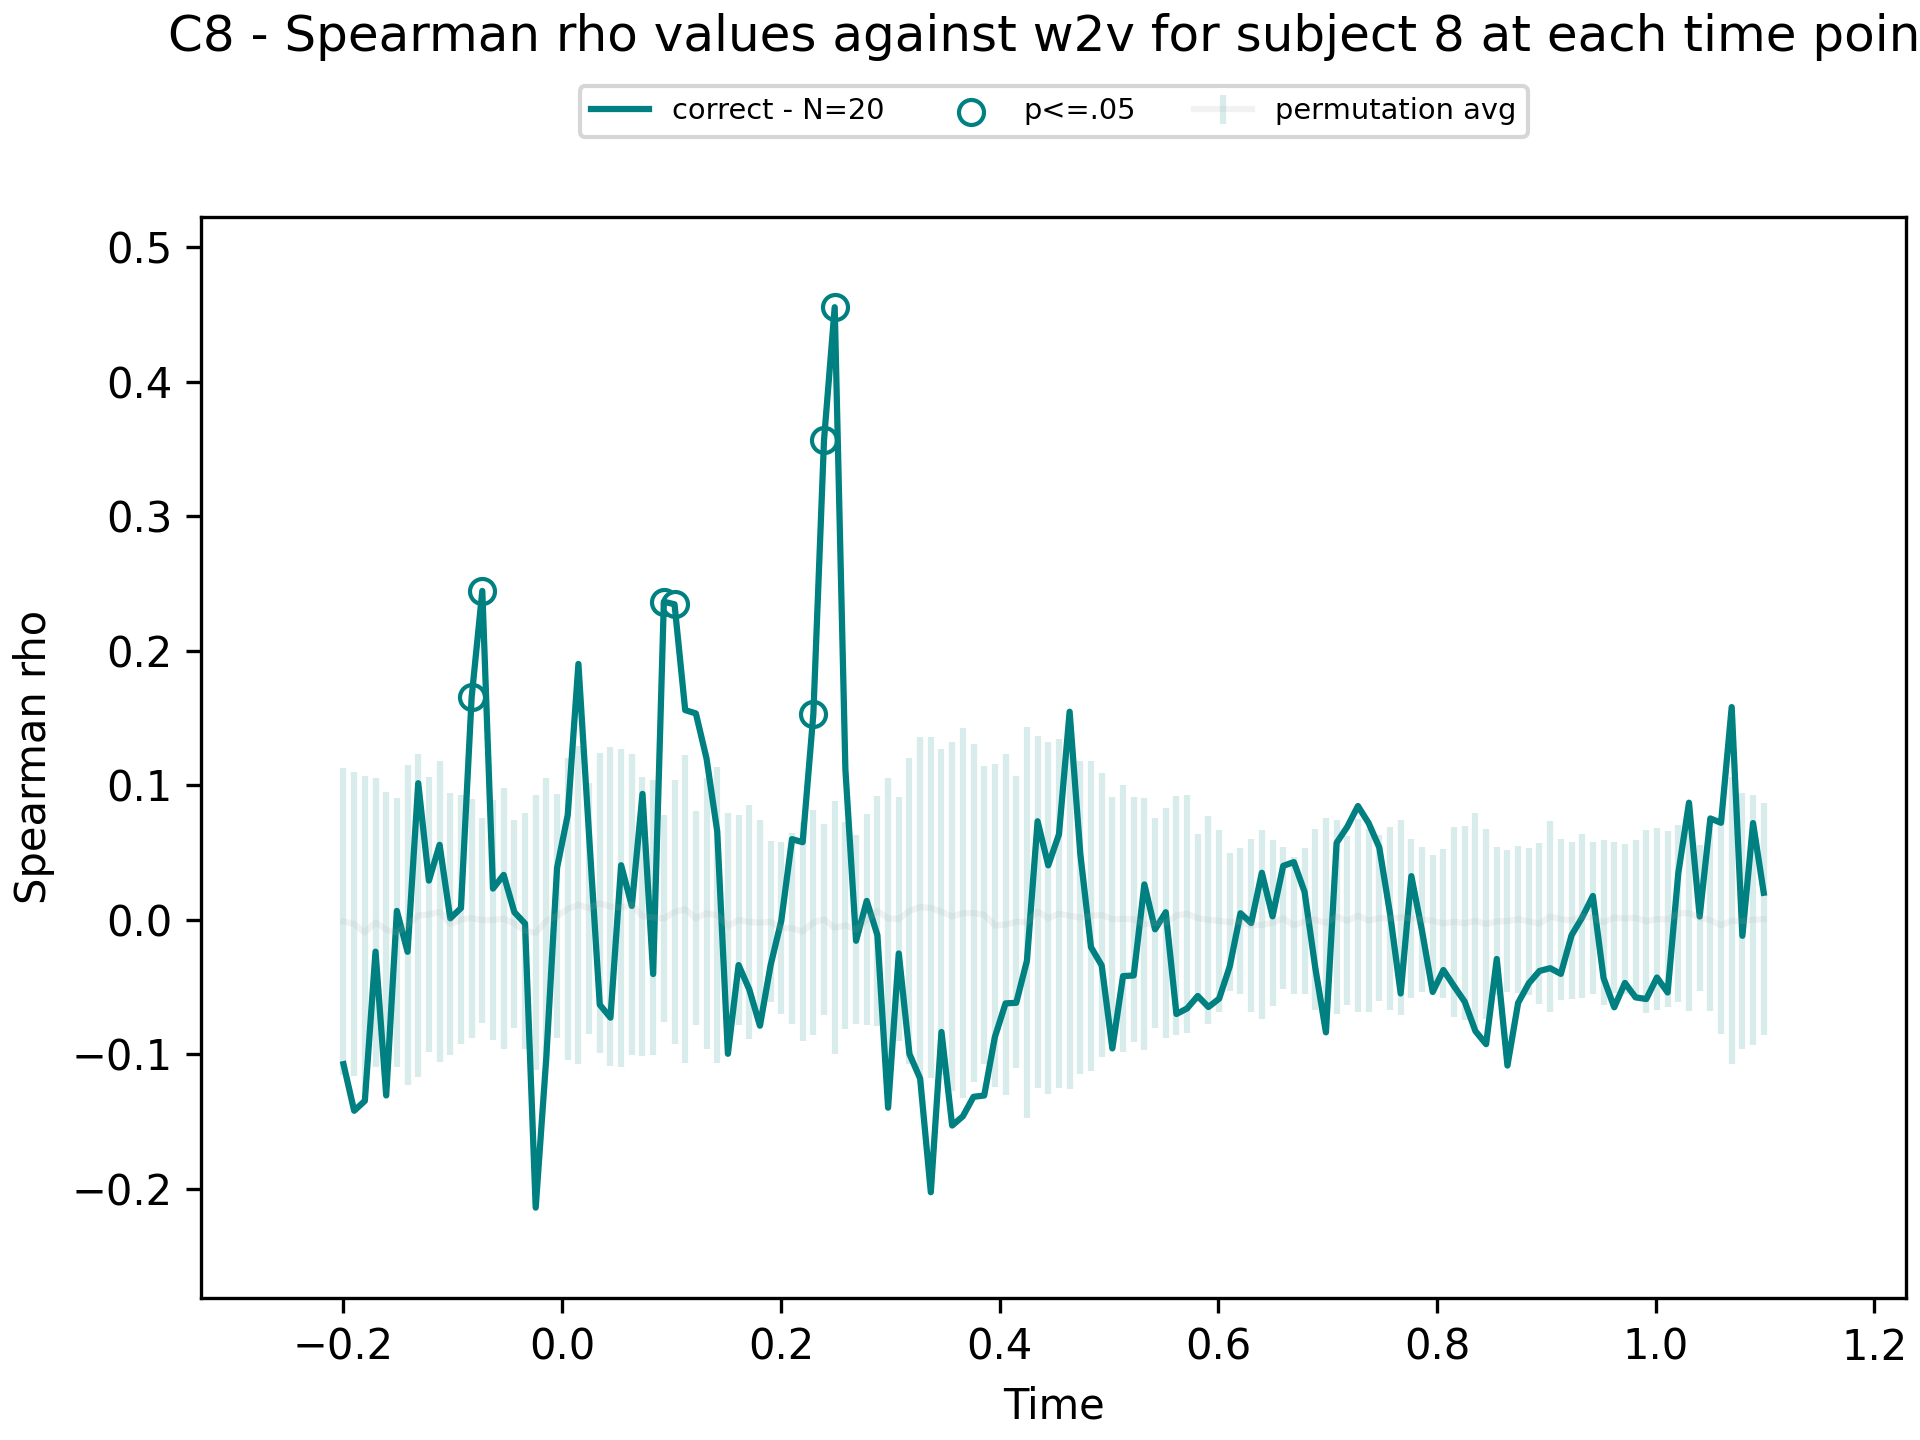 C8 - Spearman rho values against w2v for subject 8 at each time poin
correct - N=20 p<=.05 permutation avg
0.5
0.4
0.3
0.2
0.1
0.0
−0.1
−0.2
Spearman rho
−0.2 0.0 0.2 0.4 0.6 0.8 1.0 1.2
Time